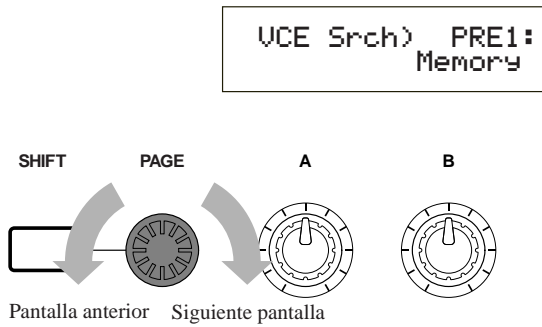 VCE Srch) PRE1:
Memory
SHIFT PAGE A B
Pantalla anterior Siguiente pantalla